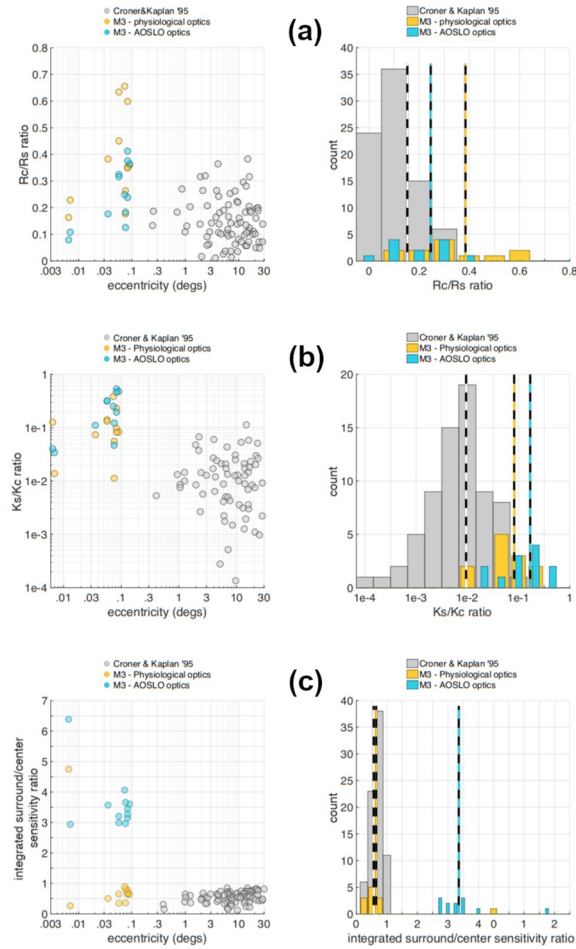 Croner&Kaplan '95
M3 - physiological optics
M3 - AOSLO optics
(a)
Croner&Kaplan '95
M3 - physiological optics
M3 - AOSLO optics
Rc/Rs ratio
0.8
0.7
0.6
0.5
0.4
0.3
0.2
0.1
0
.003 .01 .03 .1 .3 1 3 10 30
eccentricity (degs)
count
40
35
30
25
20
15
10
5
0
0 0.2 0.4 0.6 0.8
Rc/Rs ratio
Croner & Kaplan '95
M3 - Physiological optics
M3 - AOSLO optics
(b)
Croner & Kaplan '95
M3 - Physiological optics
M3 - AOSLO optics
Ks/Kc ratio
1
1e-1
1e-2
1e-3
1e-4
.01 .03 .1 .3 1 3 10 30
eccentricity (degs)
count
20
15
10
5
0
1e-4 1e-3 1e-2 1e-1 1
Ks/Kc ratio
Croner & Kaplan '95
M3 - Physiological optics
M3 - AOSLO optics
(c)
Croner & Kaplan '95
M3 - Physiological optics
M3 - AOSLO optics
integrated surround/center
sensitivity ratio
7
6
5
4
3
2
1
0
.003 .01 .03 .1 .3 1 3 10 30
eccentricity (degs)
count
40
35
30
25
20
15
10
5
0
0 1 2 3 4 0 1 2
integrated surround/center sensitivity ratio